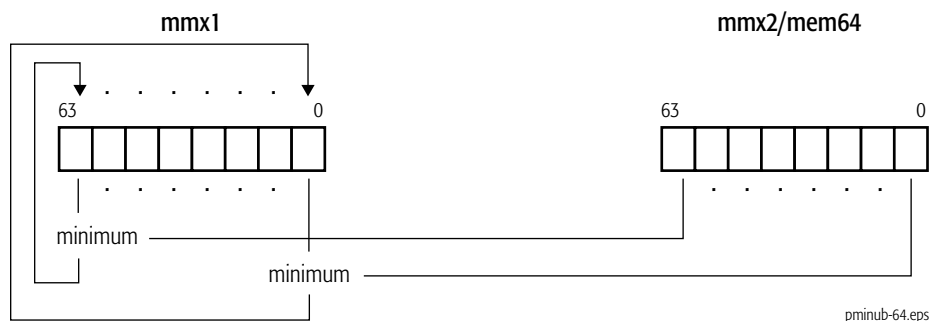 mmx1 mmx2/mem64
63 . . . . . . 0 63 0
. . . . . . . . . . . .
minimum
minimum
pminub-64.eps